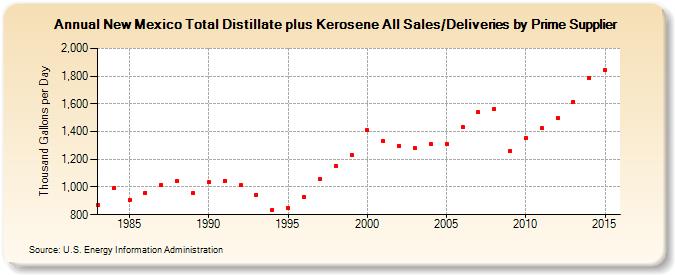 Annual New Mexico Total Distillate plus Kerosene All Sales/Deliveries by Prime Supplier
Thousand Gallons per Day
2,000
1,800
1,600
1,400
1,200
1,000
800
1985 1990 1995 2000 2005 2010 2015
Source: U.S. Energy Information Administration